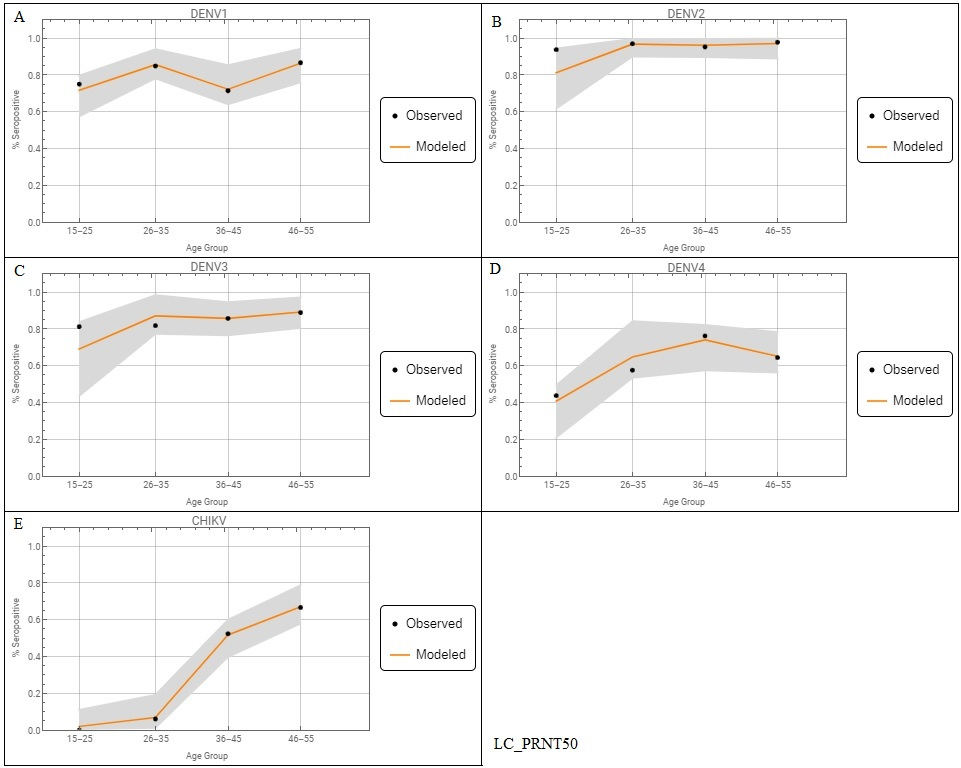 A
DENV1
% Seropositive
1.0
0.8
0.6
0.4
0.2
0.0
15–25
26–35
36–45
46–55
Age Group
Observed
Modeled
B
DENV2
% Seropositive
1.0
0.8
0.6
0.4
0.2
0.0
15–25
26–35
36–45
46–55
Age Group
Observed
Modeled
C
DENV3
% Seropositive
1.0
0.8
0.6
0.4
0.2
0.0
15–25
26–35
36–45
46–55
Age Group
Observed
Modeled
D
DENV4
% Seropositive
1.0
0.8
0.6
0.4
0.2
0.0
15–25
26–35
36–45
46–55
Age Group
Observed
Modeled
E
CHIKV
% Seropositive
1.0
0.8
0.6
0.4
0.2
0.0
15–25
26–35
36–45
46–55
Age Group
Observed
Modeled
LC_PRNT50